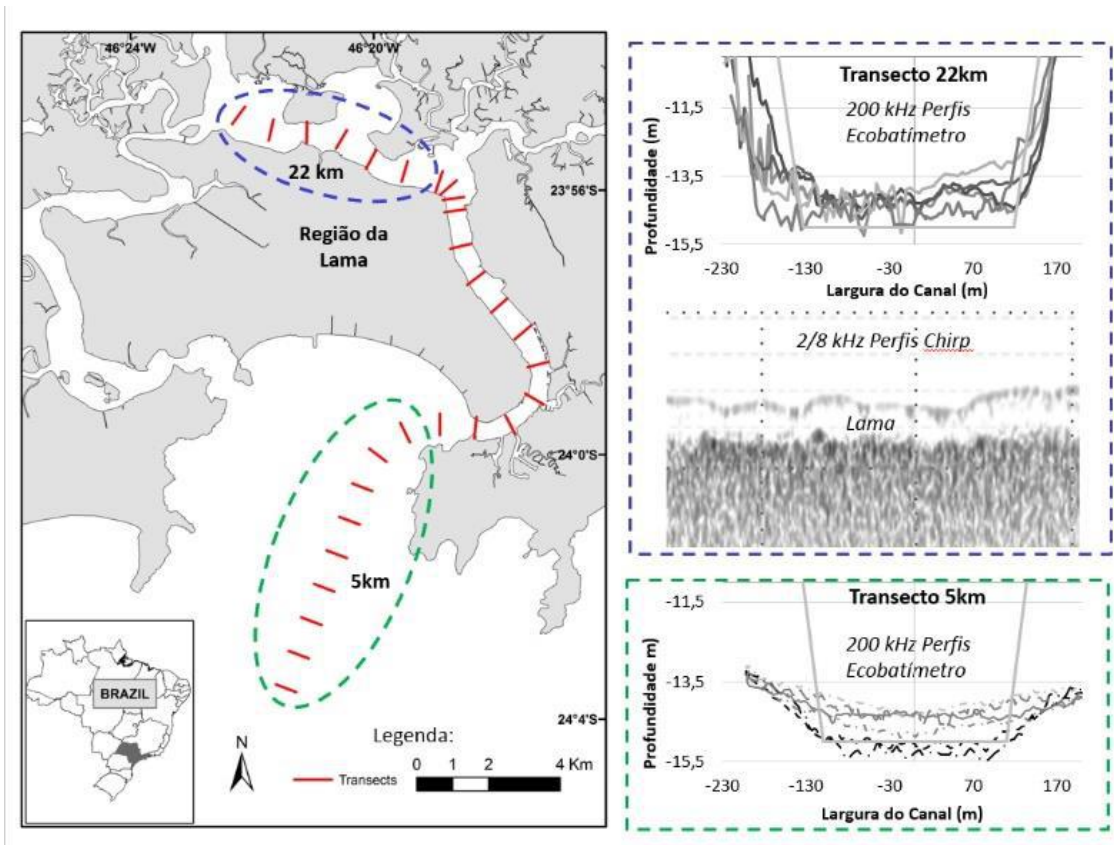 46°24'W
46°20'W
23°56'S
24°0'S
24°4'S
22 km
Região da
Lama
5km
BRAZIL
N
Legenda:
Transects
0 1 2 4 Km
Transecto 22km
200 kHz Perfis
Ecobatímetro
Profundidade (m)
-11,5
-13,5
-15,5
-230 -130 -30 70 170
Largura do Canal (m)
2/8 kHz Perfis Chirp
Lama
Transecto 5km
200 kHz Perfis
Ecobatímetro
Profundidade m)
-11,5
-13,5
-15,5
-230 -130 -30 70 170
Largura do Canal (m)